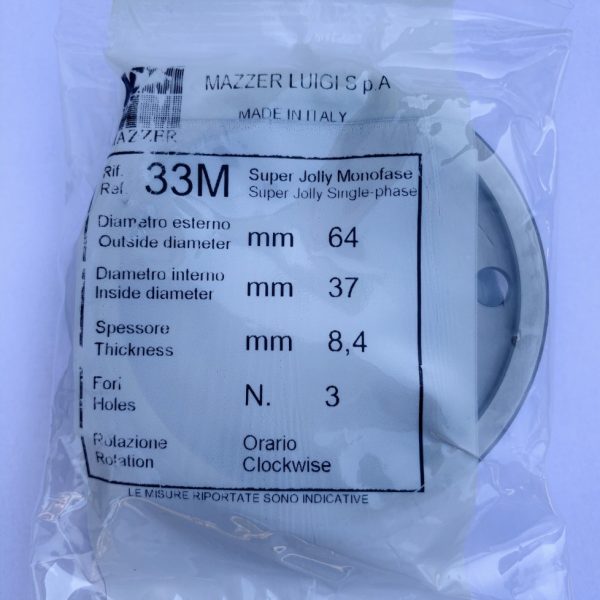 MAZZER LUIGI S.p.A
MADE IN ITALY
MAZZER
Rif. 33M Super Jolly Monofase
Ref. Super Jolly Single-phase
Diametro esterno mm 64
Outside diameter
Diametro interno mm 37
Inside diameter
Spessore mm 8,4
Thickness
Fori N. 3
Holes
Rotazione Orario
Rotation Clockwise
LE MISURE RIPORTATE SONO INDICATIVE